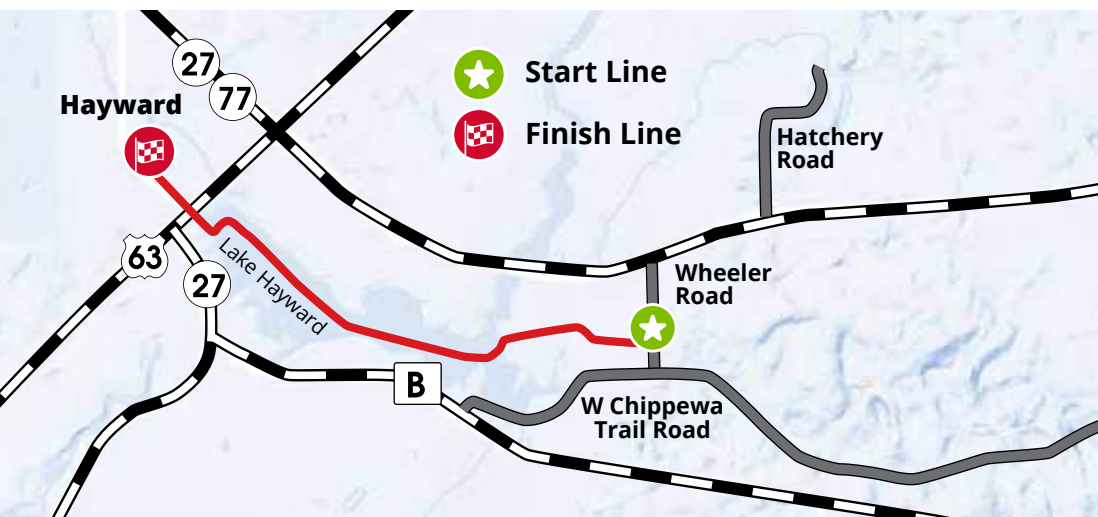 27
77
Hayward
Start Line
Finish Line
Hatchery
Road
63
27
Lake Hayward
Wheeler
Road
B
W Chippewa
Trail Road